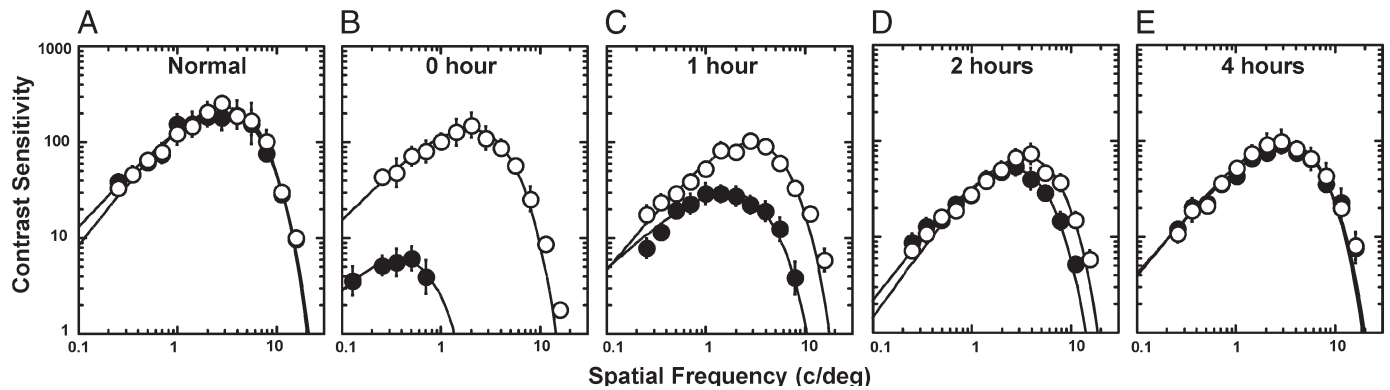 A B C D E
Normal 0 hour 1 hour 2 hours 4 hours
Contrast Sensitivity
1000
100
10
1
0.1 1 10 0.1 1 10 0.1 1 10 0.1 1 10 0.1 1 10
Spatial Frequency (c/deg)